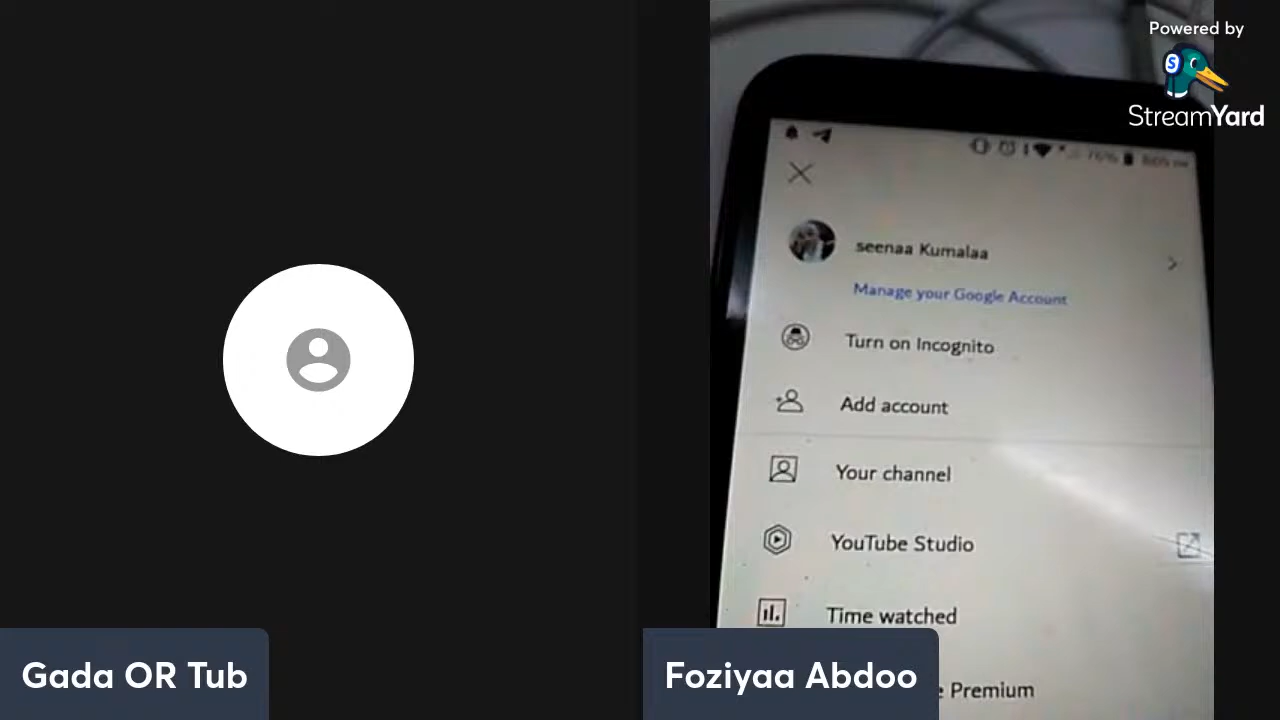 Powered by
StreamYard
76%
seenaa Kumalaa
Manage your Google Account
Turn on Incognito
Add account
Your channel
YouTube Studio
Time watched
Premium
Gada OR Tub
Foziyaa Abdoo